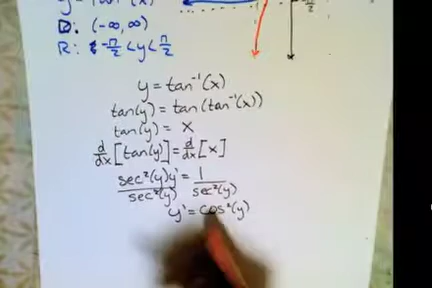 D: (-∞, ∞)
R: -π/2 < y < π/2
y = tan⁻¹(x)
tan(y) = tan(tan⁻¹(x))
tan(y) = x
d/dx [tan(y)] = d/dx [x]
sec²(y)y' / sec²(y) = 1 / sec²(y)
y' = cos²(y)